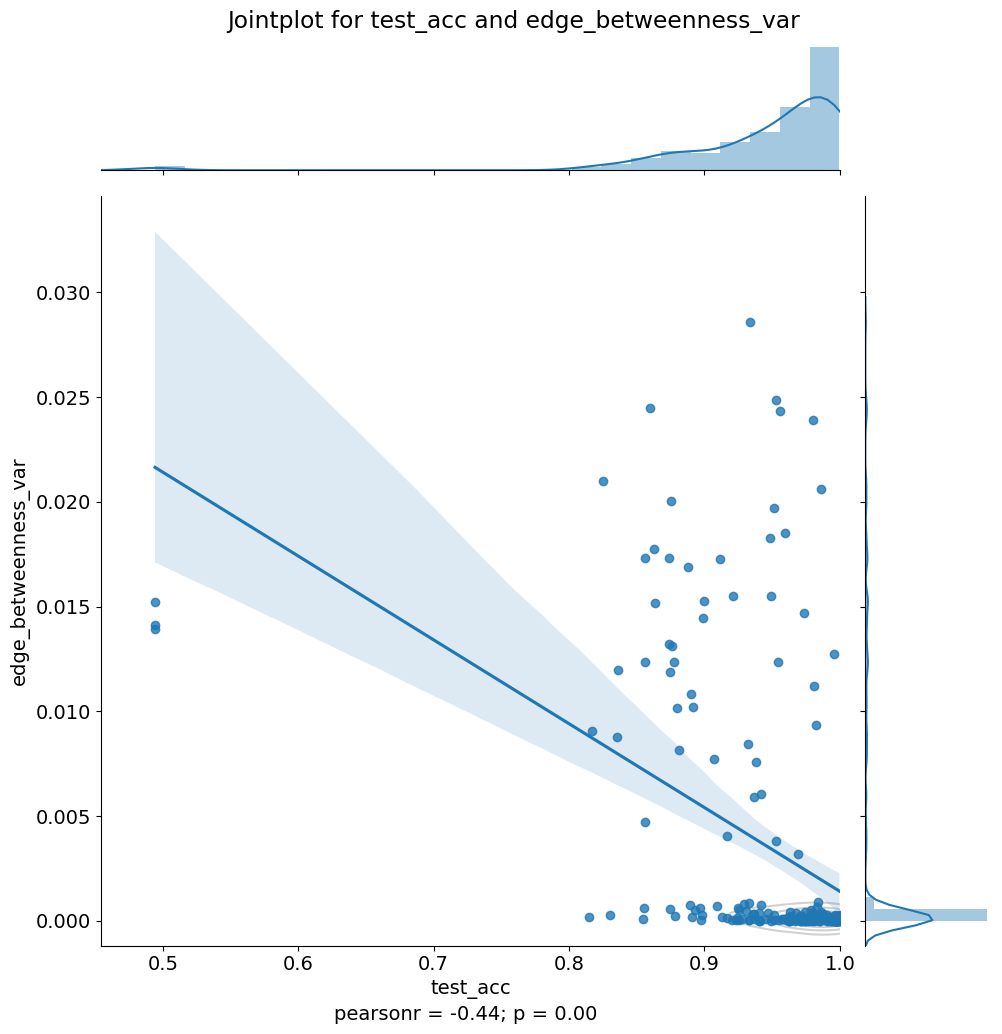 Jointplot for test_acc and edge_betweenness_var
0.030
0.025
0.020
0.015
0.010
0.005
0.000
edge_betweenness_var
0.5 0.6 0.7 0.8 0.9 1.0
test_acc
pearsonr = -0.44; p = 0.00